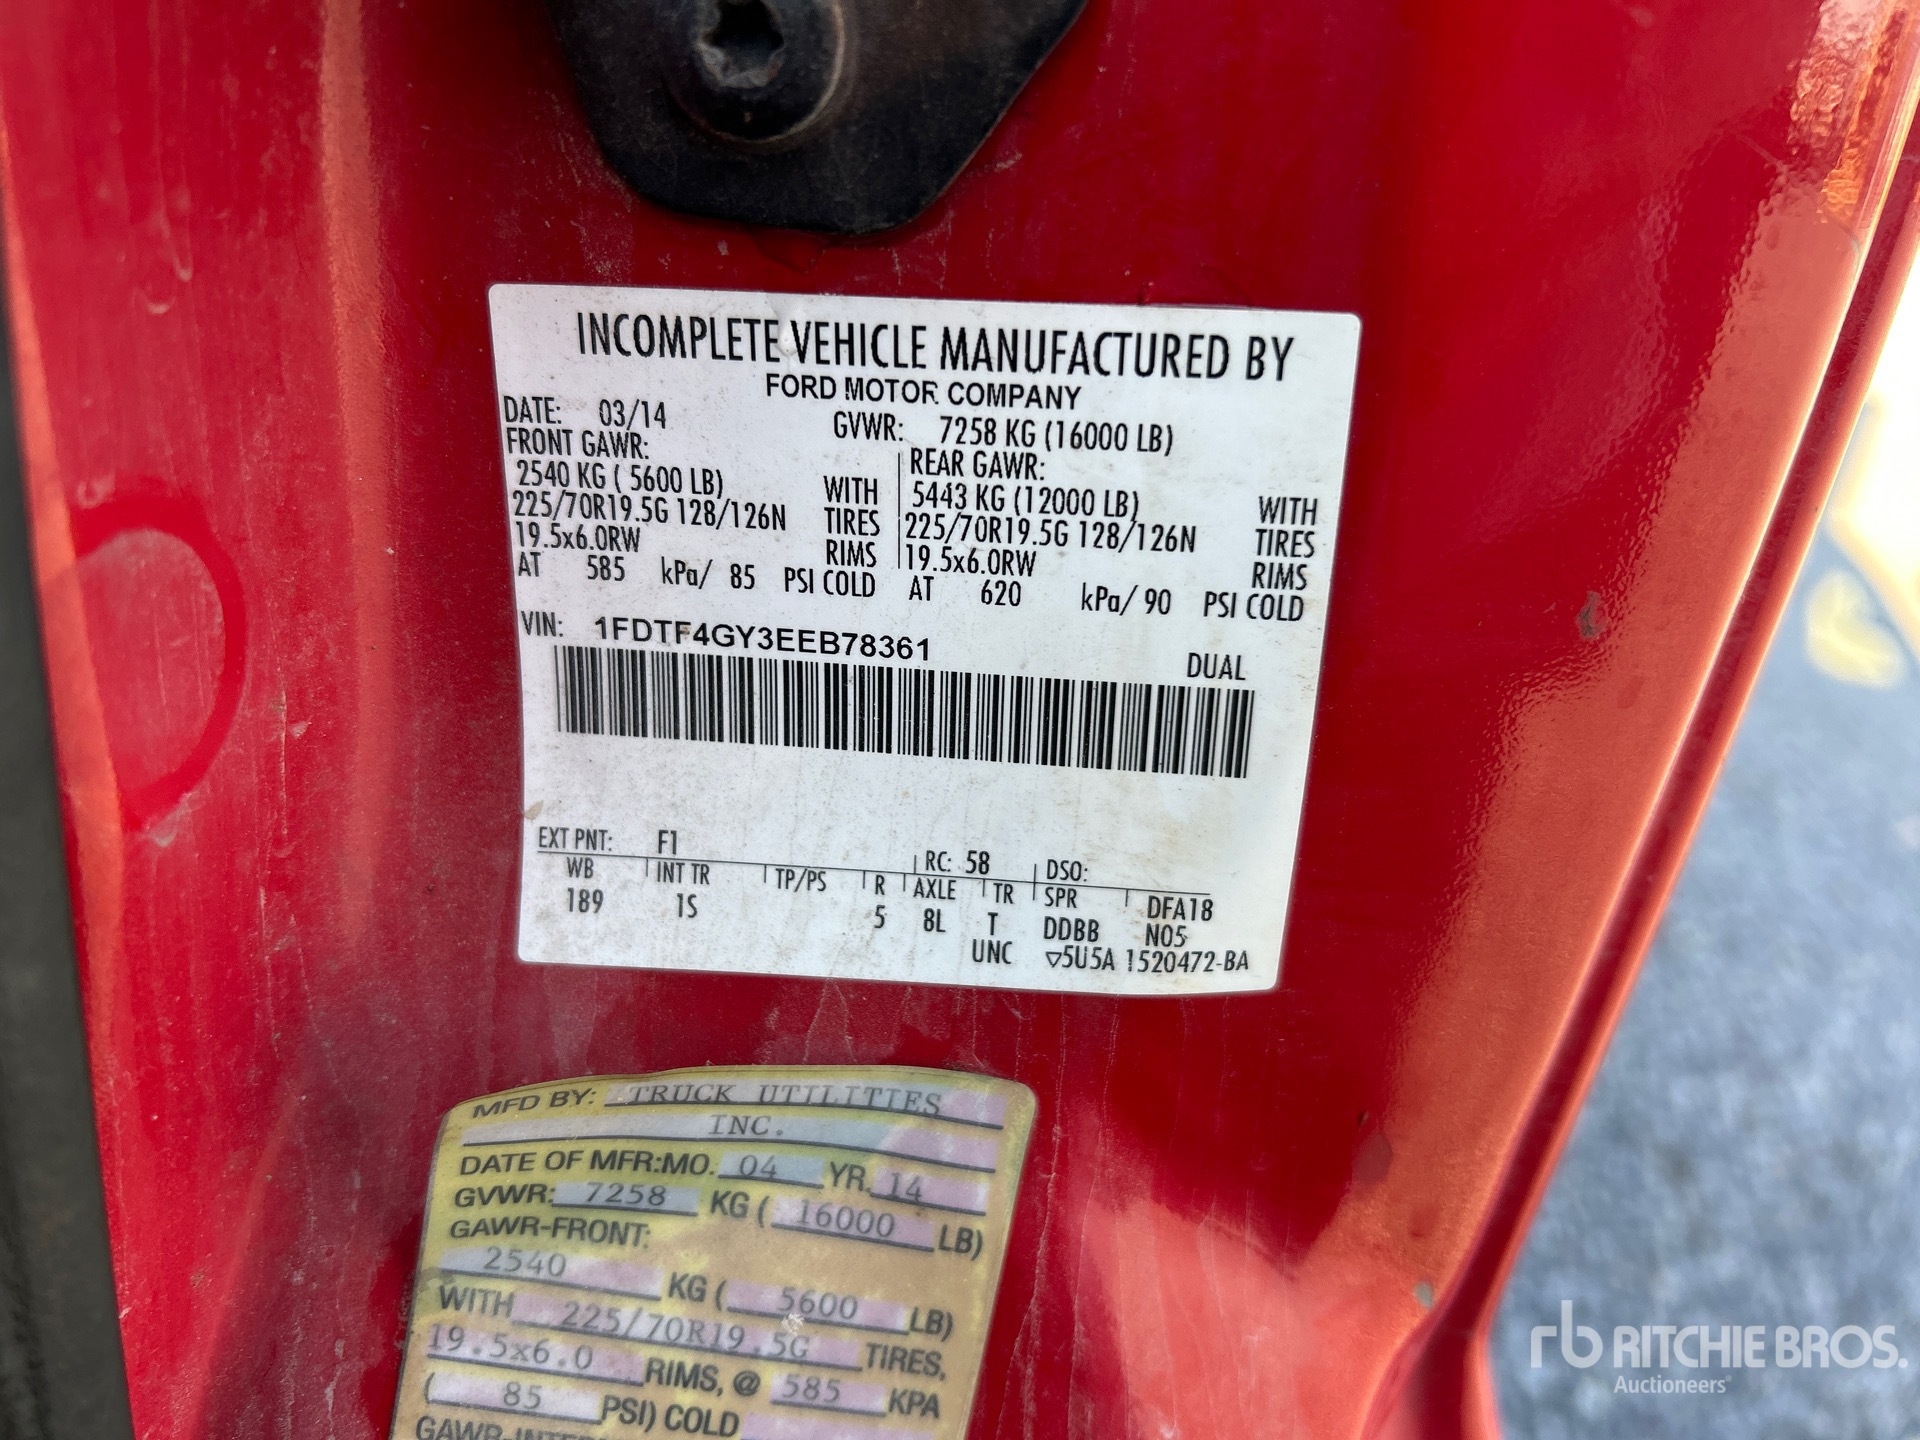 INCOMPLETE VEHICLE MANUFACTURED BY
FORD MOTOR COMPANY
DATE: 03/14 GVWR: 7258 KG (16000 LB)
FRONT GAWR: REAR GAWR:
2540 KG ( 5600 LB) WITH 5443 KG (12000 LB) WITH
225/70R19.5G 128/126N TIRES 225/70R19.5G 128/126N TIRES
19.5x6.0RW RIMS 19.5x6.0RW RIMS
AT 585 kPa/ 85 PSI COLD AT 620 kPa/ 90 PSI COLD
VIN: 1FDTF4GY3EEB78361 DUAL
EXT PNT: F1 RC: 58 DSO:
WB INT TR TP/PS R AXLE TR SPR DFA18
189 1S 5 8L T DDBB N05
UNC ▽5U5A 1520472-BA
MFD BY: TRUCK UTILITIES
INC.
DATE OF MFR:MO. 04 YR. 14
GVWR: 7258 KG ( 16000 LB)
GAWR-FRONT:
2540 KG ( 5600 LB)
WITH 225/70R19.5G TIRES,
19.5x6.0 RIMS, @ 585 KPA
( 85 PSI) COLD
rb RITCHIE BROS.
Auctioneers